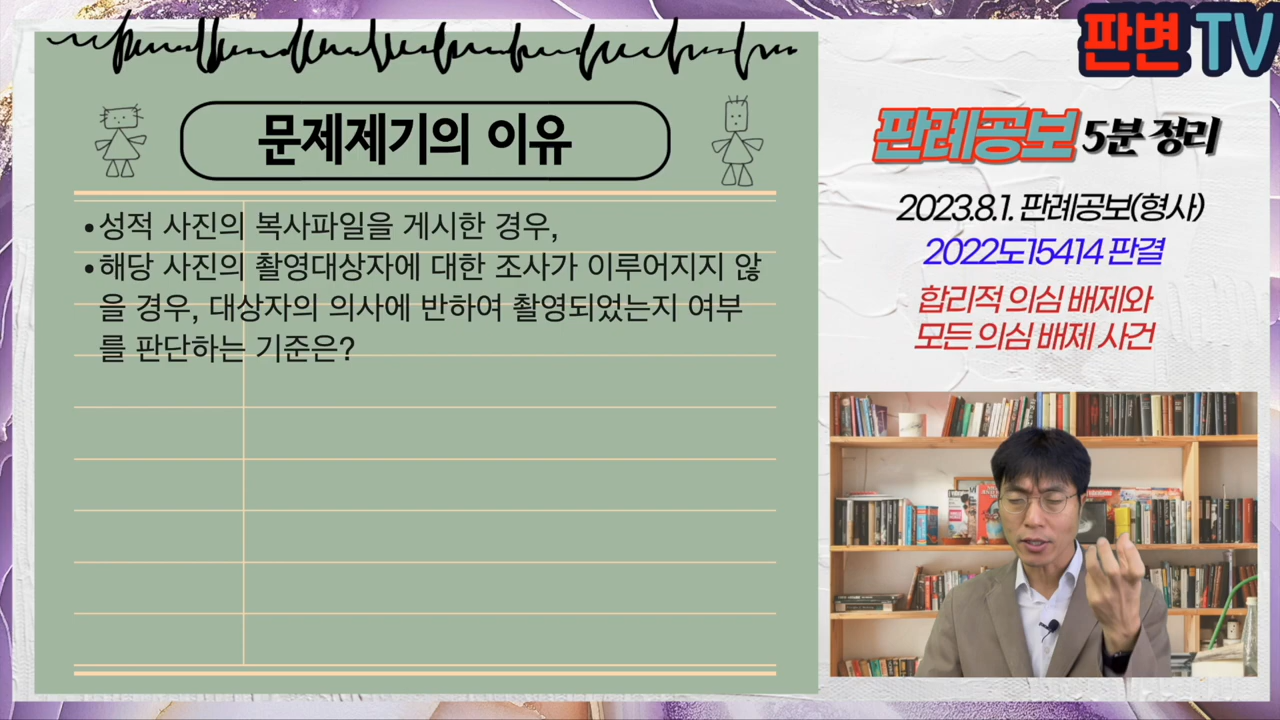 판변 TV
문제제기의 이유
•성적 사진의 복사파일을 게시한 경우,
•해당 사진의 촬영대상자에 대한 조사가 이루어지지 않
을 경우, 대상자의 의사에 반하여 촬영되었는지 여부
를 판단하는 기준은?
판례공보 5분 정리
2023.8.1. 판례공보(형사)
2022도15414 판결
합리적 의심 배제와
모든 의심 배제 사건